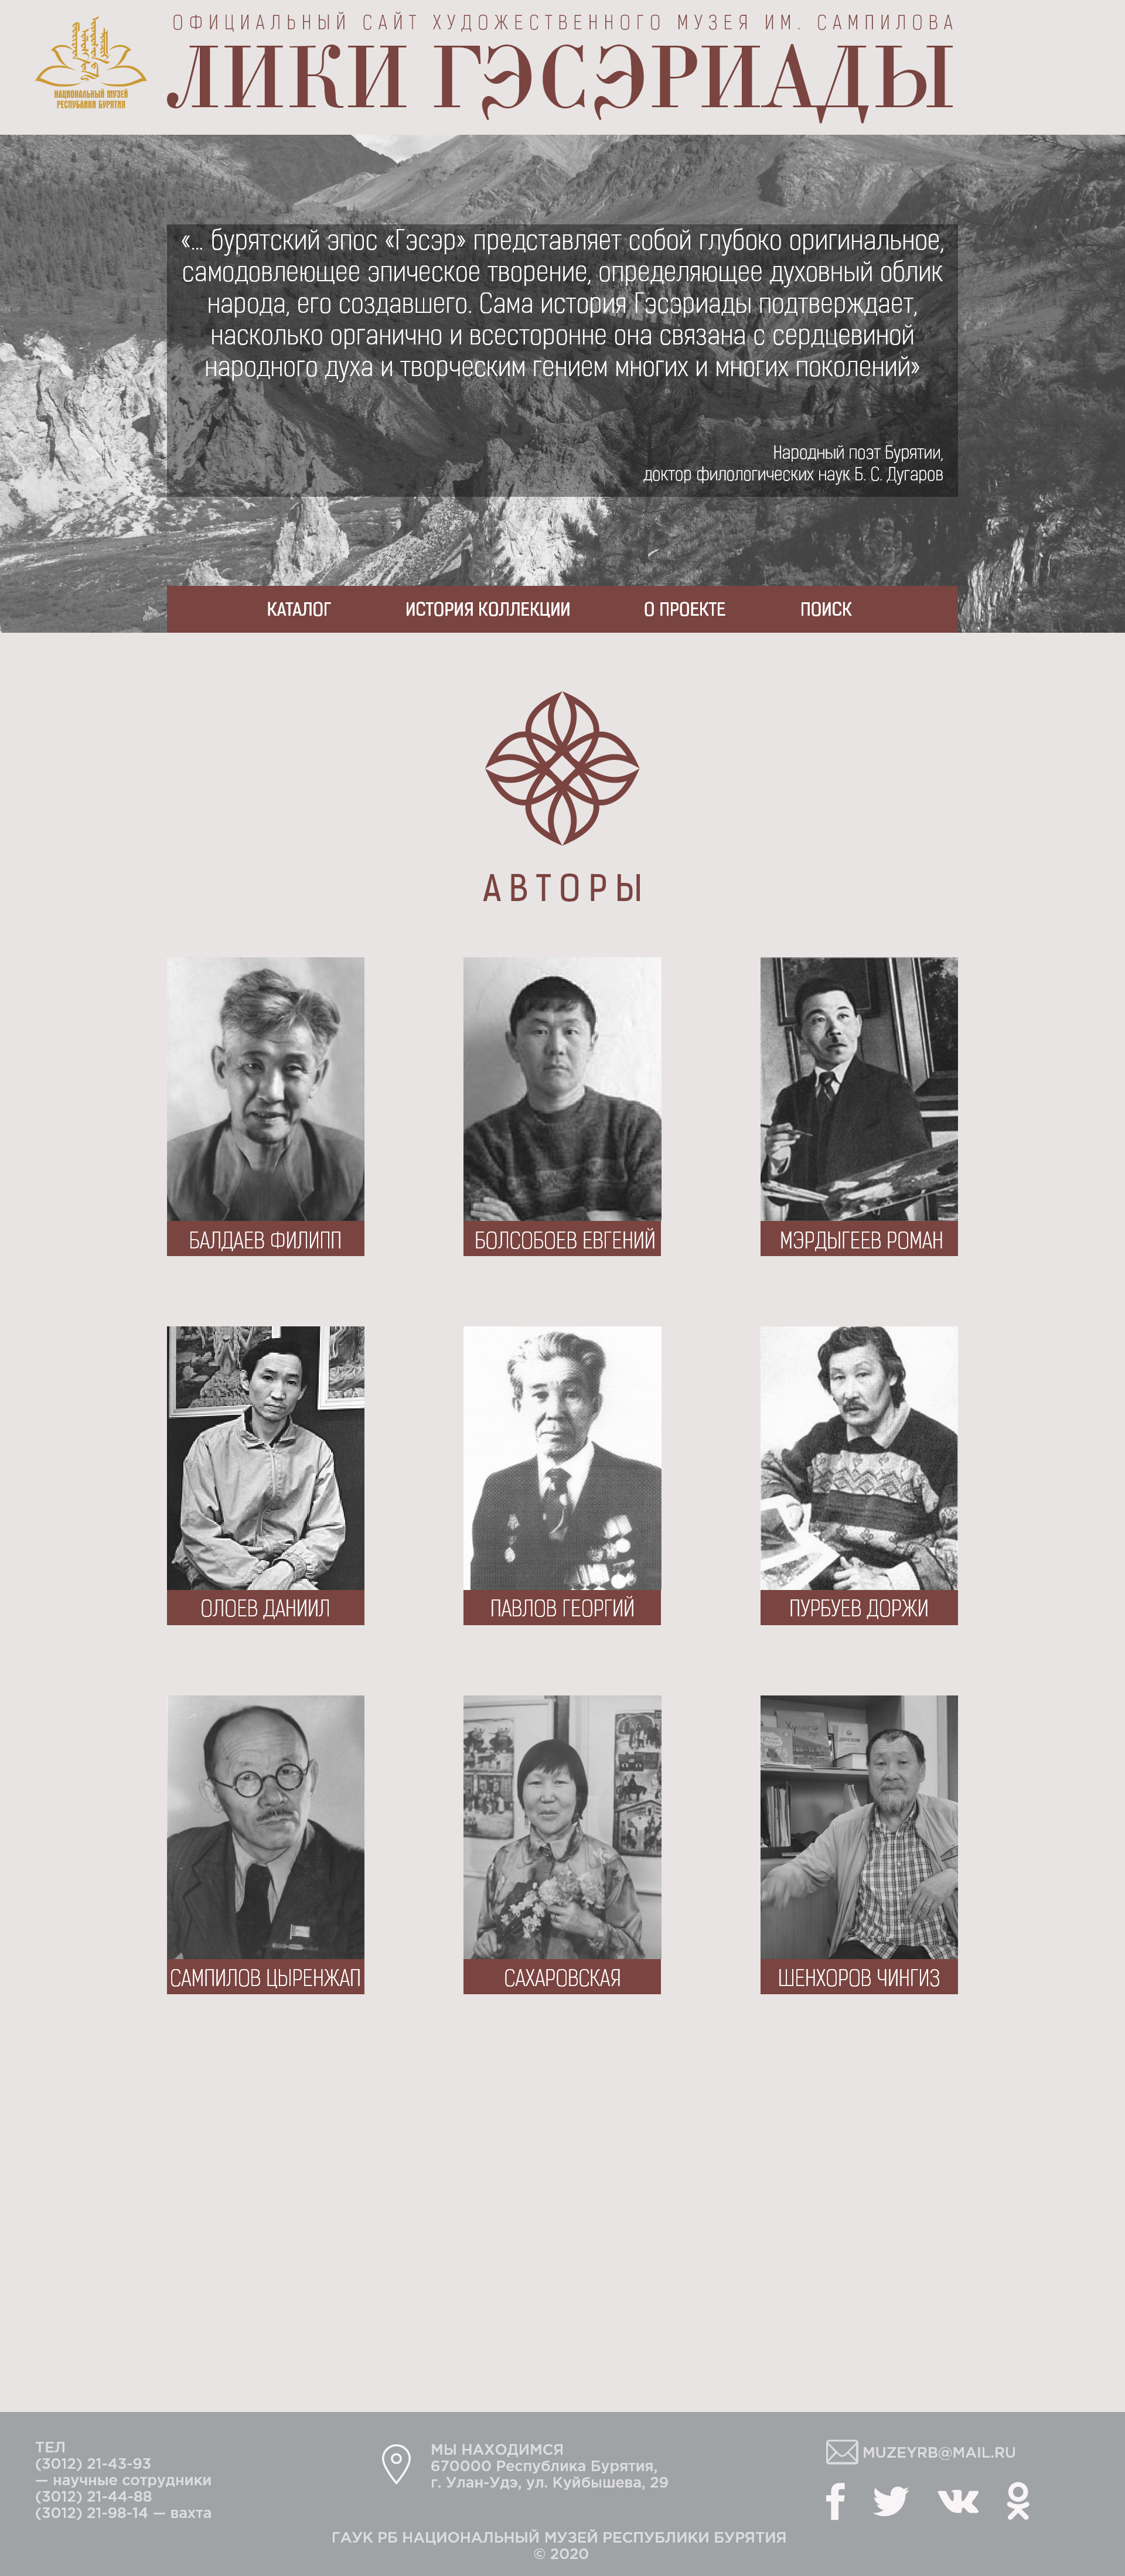 ОФИЦИАЛЬНЫЙ САЙТ ХУДОЖЕСТВЕННОГО МУЗЕЯ ИМ. САМПИЛОВА
ЛИКИ ГЭСЭРИАДЫ
НАЦИОНАЛЬНЫЙ МУЗЕЙ
РЕСПУБЛИКИ БУРЯТИЯ
«... бурятский эпос «Гэсэр» представляет собой глубоко оригинальное,
самодовлеющее эпическое творение, определяющее духовный облик
народа, его создавшего. Сама история Гэсэриады подтверждает,
насколько органично и всесторонне она связана с сердцевиной
народного духа и творческим гением многих и многих поколений»
Народный поэт Бурятии,
доктор филологических наук Б. С. Дугаров
КАТАЛОГ ИСТОРИЯ КОЛЛЕКЦИИ О ПРОЕКТЕ ПОИСК
АВТОРЫ
БАЛДАЕВ ФИЛИПП БОЛСОБОЕВ ЕВГЕНИЙ МЭРДЫГЕЕВ РОМАН
ОЛОЕВ ДАНИИЛ ПАВЛОВ ГЕОРГИЙ ПУРБУЕВ ДОРЖИ
САМПИЛОВ ЦЫРЕНЖАП САХАРОВСКАЯ ШЕНХОРОВ ЧИНГИЗ
ТЕЛ
(3012) 21-43-93
— научные сотрудники
(3012) 21-44-88
(3012) 21-98-14 — вахта
МЫ НАХОДИМСЯ
670000 Республика Бурятия,
г. Улан-Удэ, ул. Куйбышева, 29
MUZEYRB@MAIL.RU
ГАУК РБ НАЦИОНАЛЬНЫЙ МУЗЕЙ РЕСПУБЛИКИ БУРЯТИЯ
© 2020